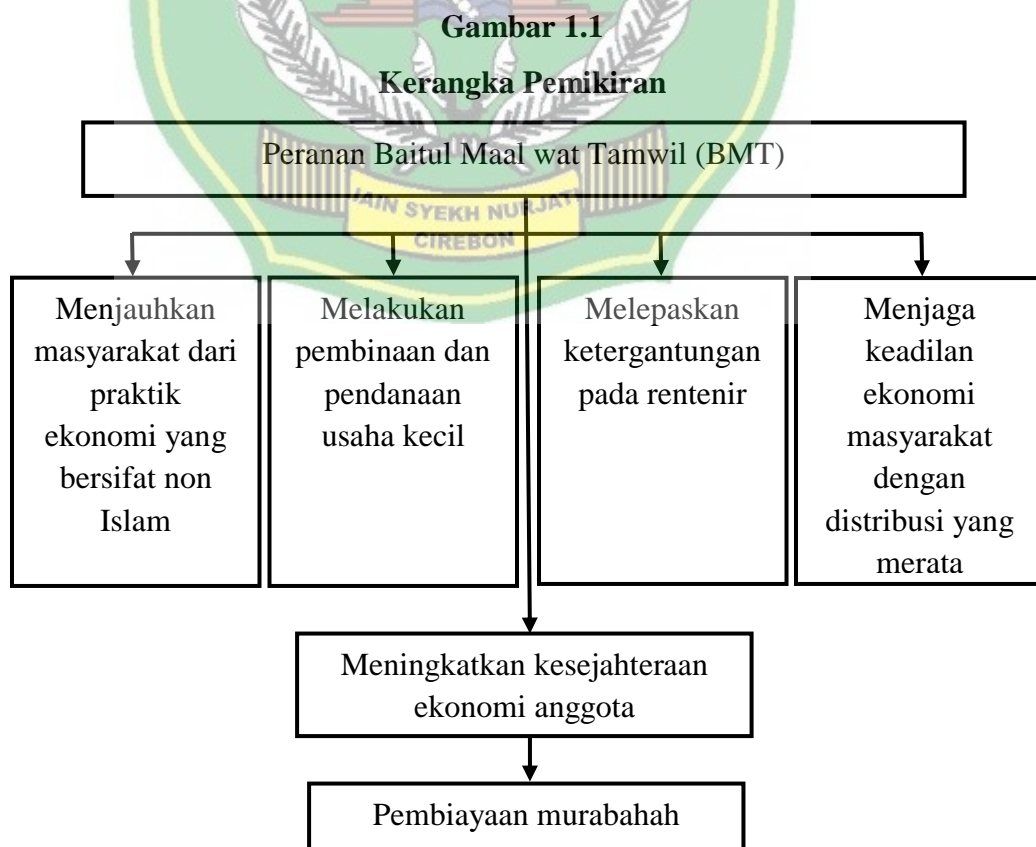 Gambar 1.1
Kerangka Pemikiran
Peranan Baitul Maal wat Tamwil (BMT)
IAIN SYEKH NURJATI
CIREBON
Menjauhkan
masyarakat dari
praktik
ekonomi yang
bersifat non
Islam
Melakukan
pembinaan dan
pendanaan
usaha kecil
Melepaskan
ketergantungan
pada rentenir
Menjaga
keadilan
ekonomi
masyarakat
dengan
distribusi yang
merata
Meningkatkan kesejahteraan
ekonomi anggota
Pembiayaan murabahah